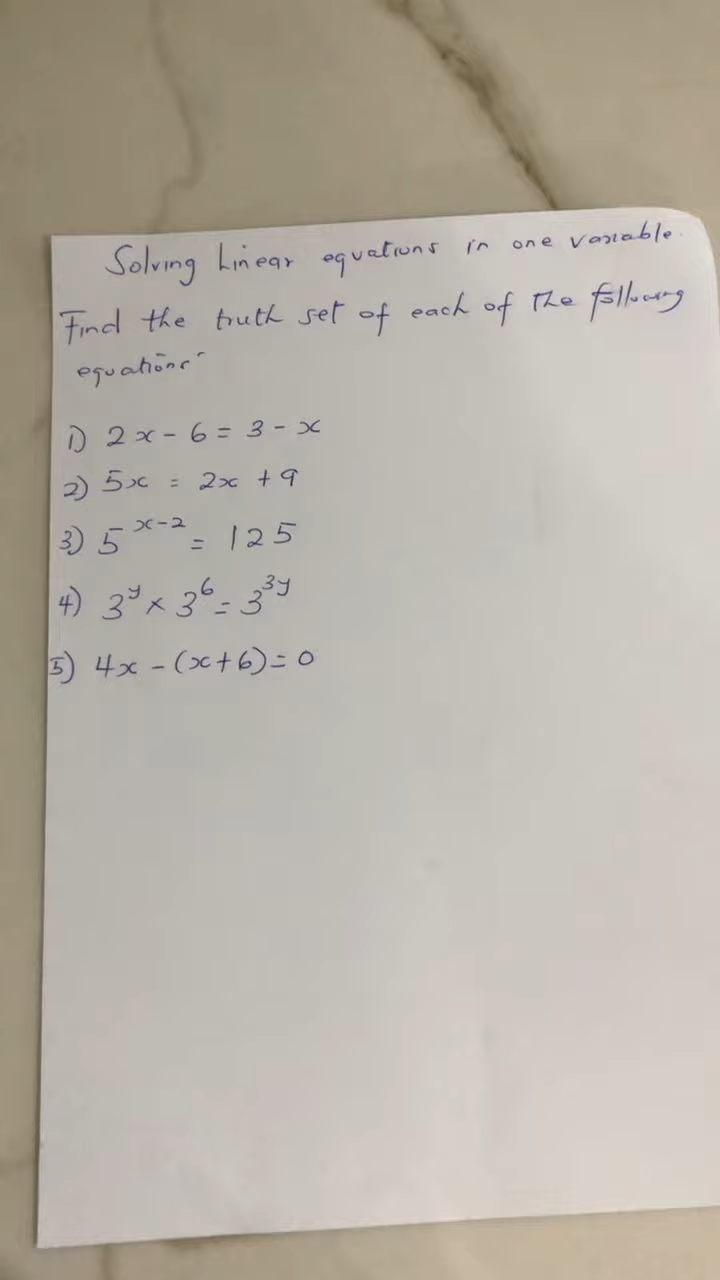 Solving Linear equations in one variable.
Find the truth set of each of the following
equations
1) 2x - 6 = 3 - x
2) 5x = 2x + 9
3) 5^{x-2} = 125
4) 3^y × 3^6 = 3^{3y}
5) 4x - (x + 6) = 0